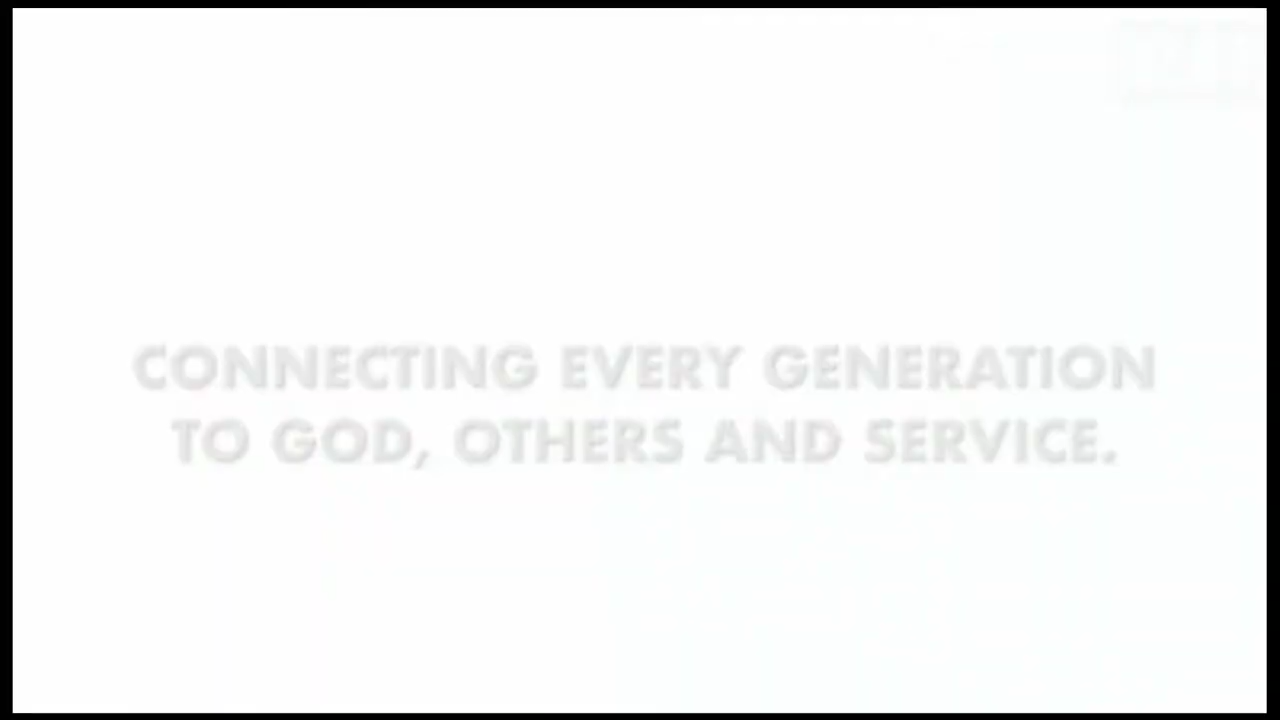 CONNECTING EVERY GENERATION
TO GOD, OTHERS AND SERVICE.